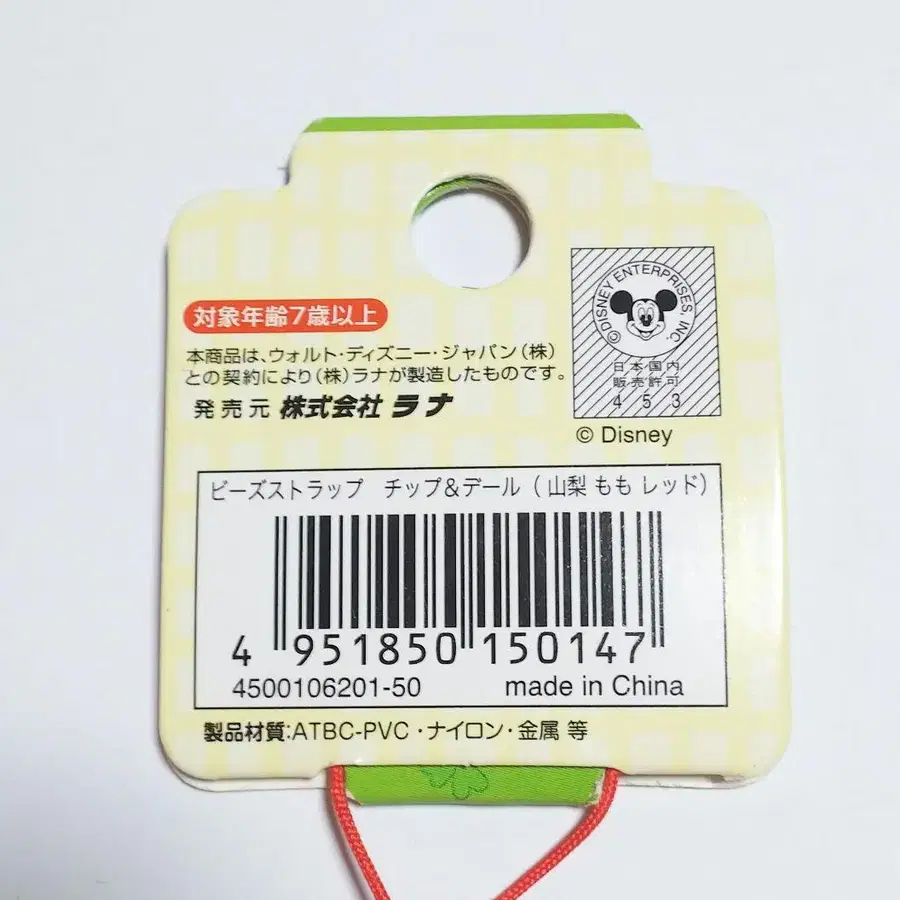 対象年齢7歳以上
本商品は、ウォルト・ディズニー・ジャパン(株)
との契約により(株)ラナが製造したものです。
発売元 株式会社 ラナ
©DISNEY ENTERPRISES, INC.
日本国内
販売許可
453
© Disney
ビーズストラップ チップ&デール(山梨 もも レッド)
4 951850 150147
4500106201-50 made in China
製品材質:ATBC-PVC・ナイロン・金属 等